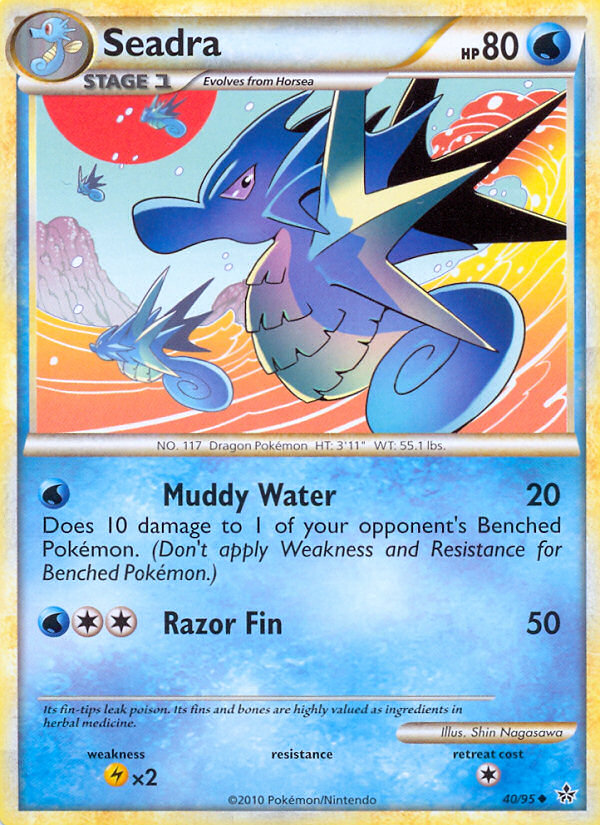 Seadra
HP 80
STAGE 1
Evolves from Horsea
NO. 117 Dragon Pokémon HT: 3'11" WT: 55.1 lbs.
Muddy Water 20
Does 10 damage to 1 of your opponent's Benched
Pokémon. (Don't apply Weakness and Resistance for
Benched Pokémon.)
Razor Fin 50
Its fin-tips leak poison. Its fins and bones are highly valued as ingredients in
herbal medicine.
Illus. Shin Nagasawa
weakness resistance retreat cost
×2
©2010 Pokémon/Nintendo 40/95